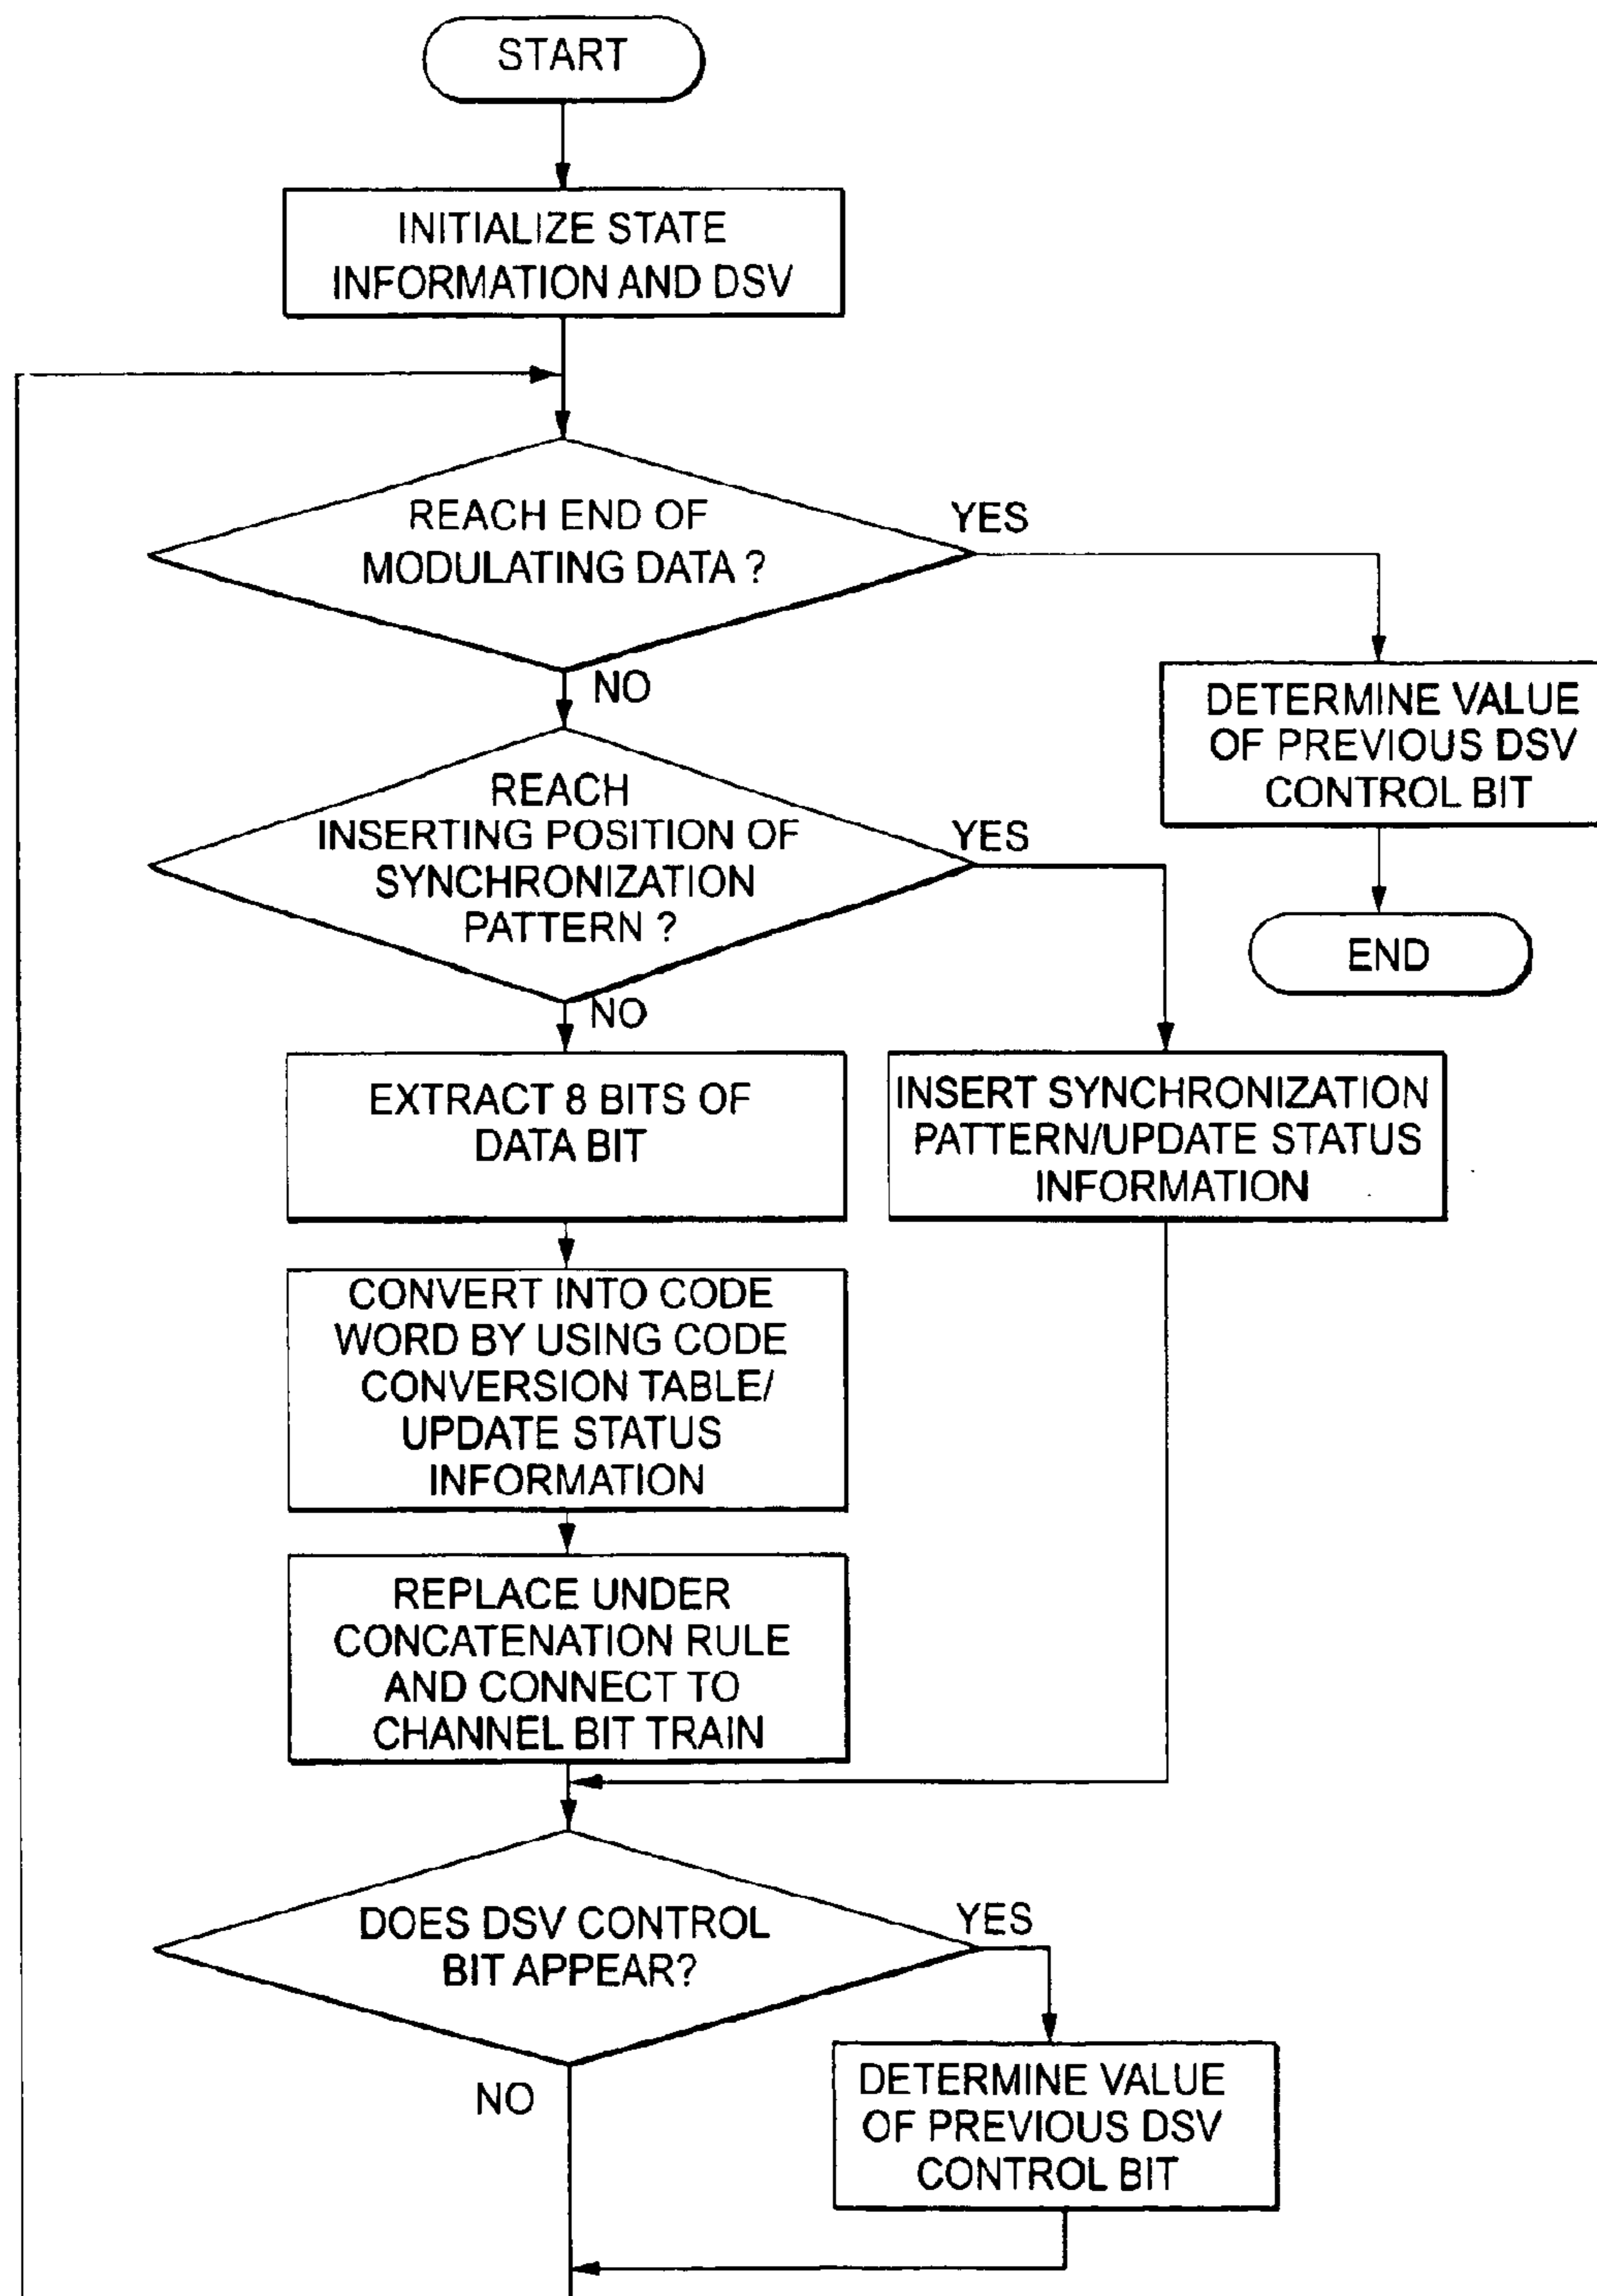 START
INITIALIZE STATE
INFORMATION AND DSV
REACH END OF
MODULATING DATA ?
YES
NO
DETERMINE VALUE
OF PREVIOUS DSV
CONTROL BIT
END
REACH
INSERTING POSITION OF
SYNCHRONIZATION
PATTERN ?
YES
NO
EXTRACT 8 BITS OF
DATA BIT
INSERT SYNCHRONIZATION
PATTERN/UPDATE STATUS
INFORMATION
CONVERT INTO CODE
WORD BY USING CODE
CONVERSION TABLE/
UPDATE STATUS
INFORMATION
REPLACE UNDER
CONCATENATION RULE
AND CONNECT TO
CHANNEL BIT TRAIN
DOES DSV CONTROL
BIT APPEAR?
YES
NO
DETERMINE VALUE
OF PREVIOUS DSV
CONTROL BIT